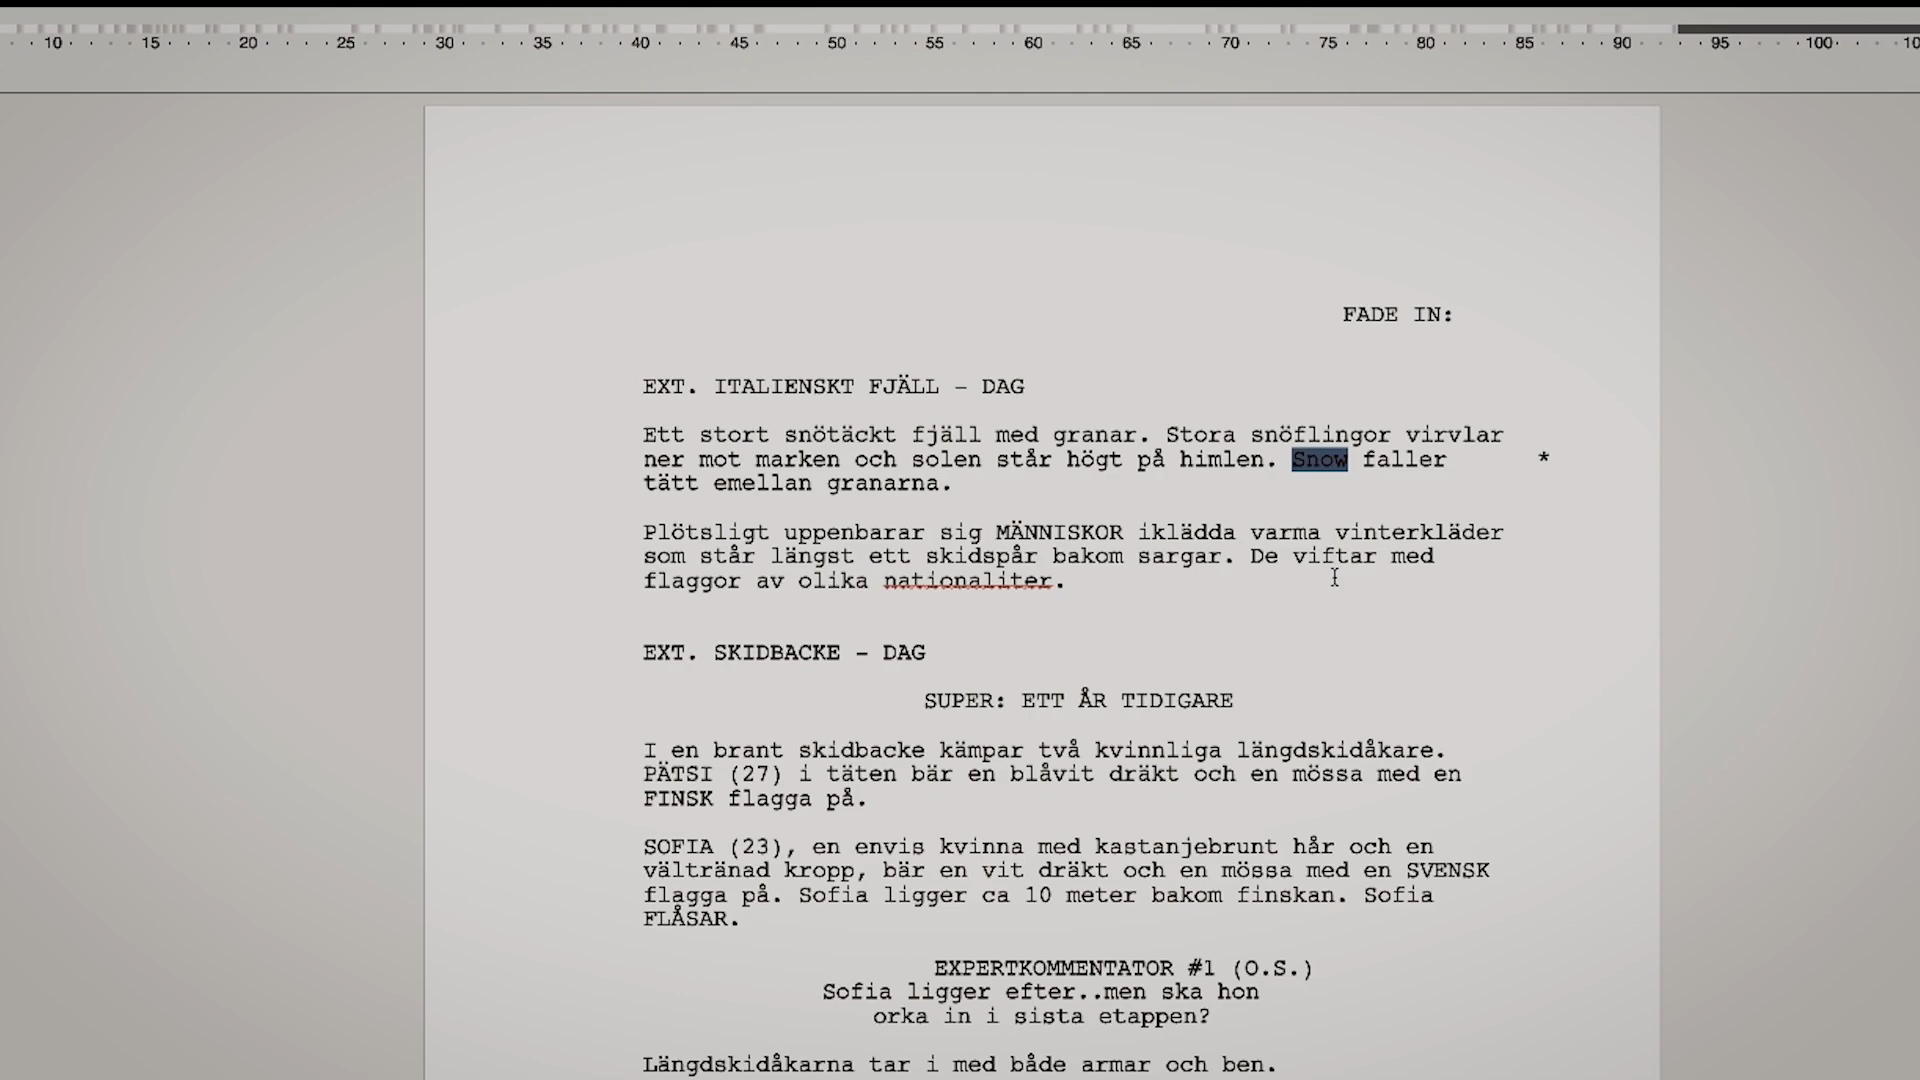 10 15 20 25 30 35 40 45 50 55 60 65 70 75 80 85 90 95 100 10
FADE IN:
EXT. ITALIENSKT FJÄLL - DAG
Ett stort snötäckt fjäll med granar. Stora snöflingor virvlar
ner mot marken och solen står högt på himlen. Snow faller *
tätt emellan granarna.
Plötsligt uppenbarar sig MÄNNISKOR iklädda varma vinterkläder
som står längst ett skidspår bakom sargar. De viftar med
flaggor av olika nationaliter.
EXT. SKIDBACKE - DAG
SUPER: ETT ÅR TIDIGARE
I en brant skidbacke kämpar två kvinnliga längdskidåkare.
PÄTSI (27) i täten bär en blåvit dräkt och en mössa med en
FINSK flagga på.
SOFIA (23), en envis kvinna med kastanjebrunt hår och en
vältränad kropp, bär en vit dräkt och en mössa med en SVENSK
flagga på. Sofia ligger ca 10 meter bakom finskan. Sofia
FLÅSAR.
EXPERTKOMMENTATOR #1 (O.S.)
Sofia ligger efter..men ska hon
orka in i sista etappen?
Längdskidåkarna tar i med både armar och ben.